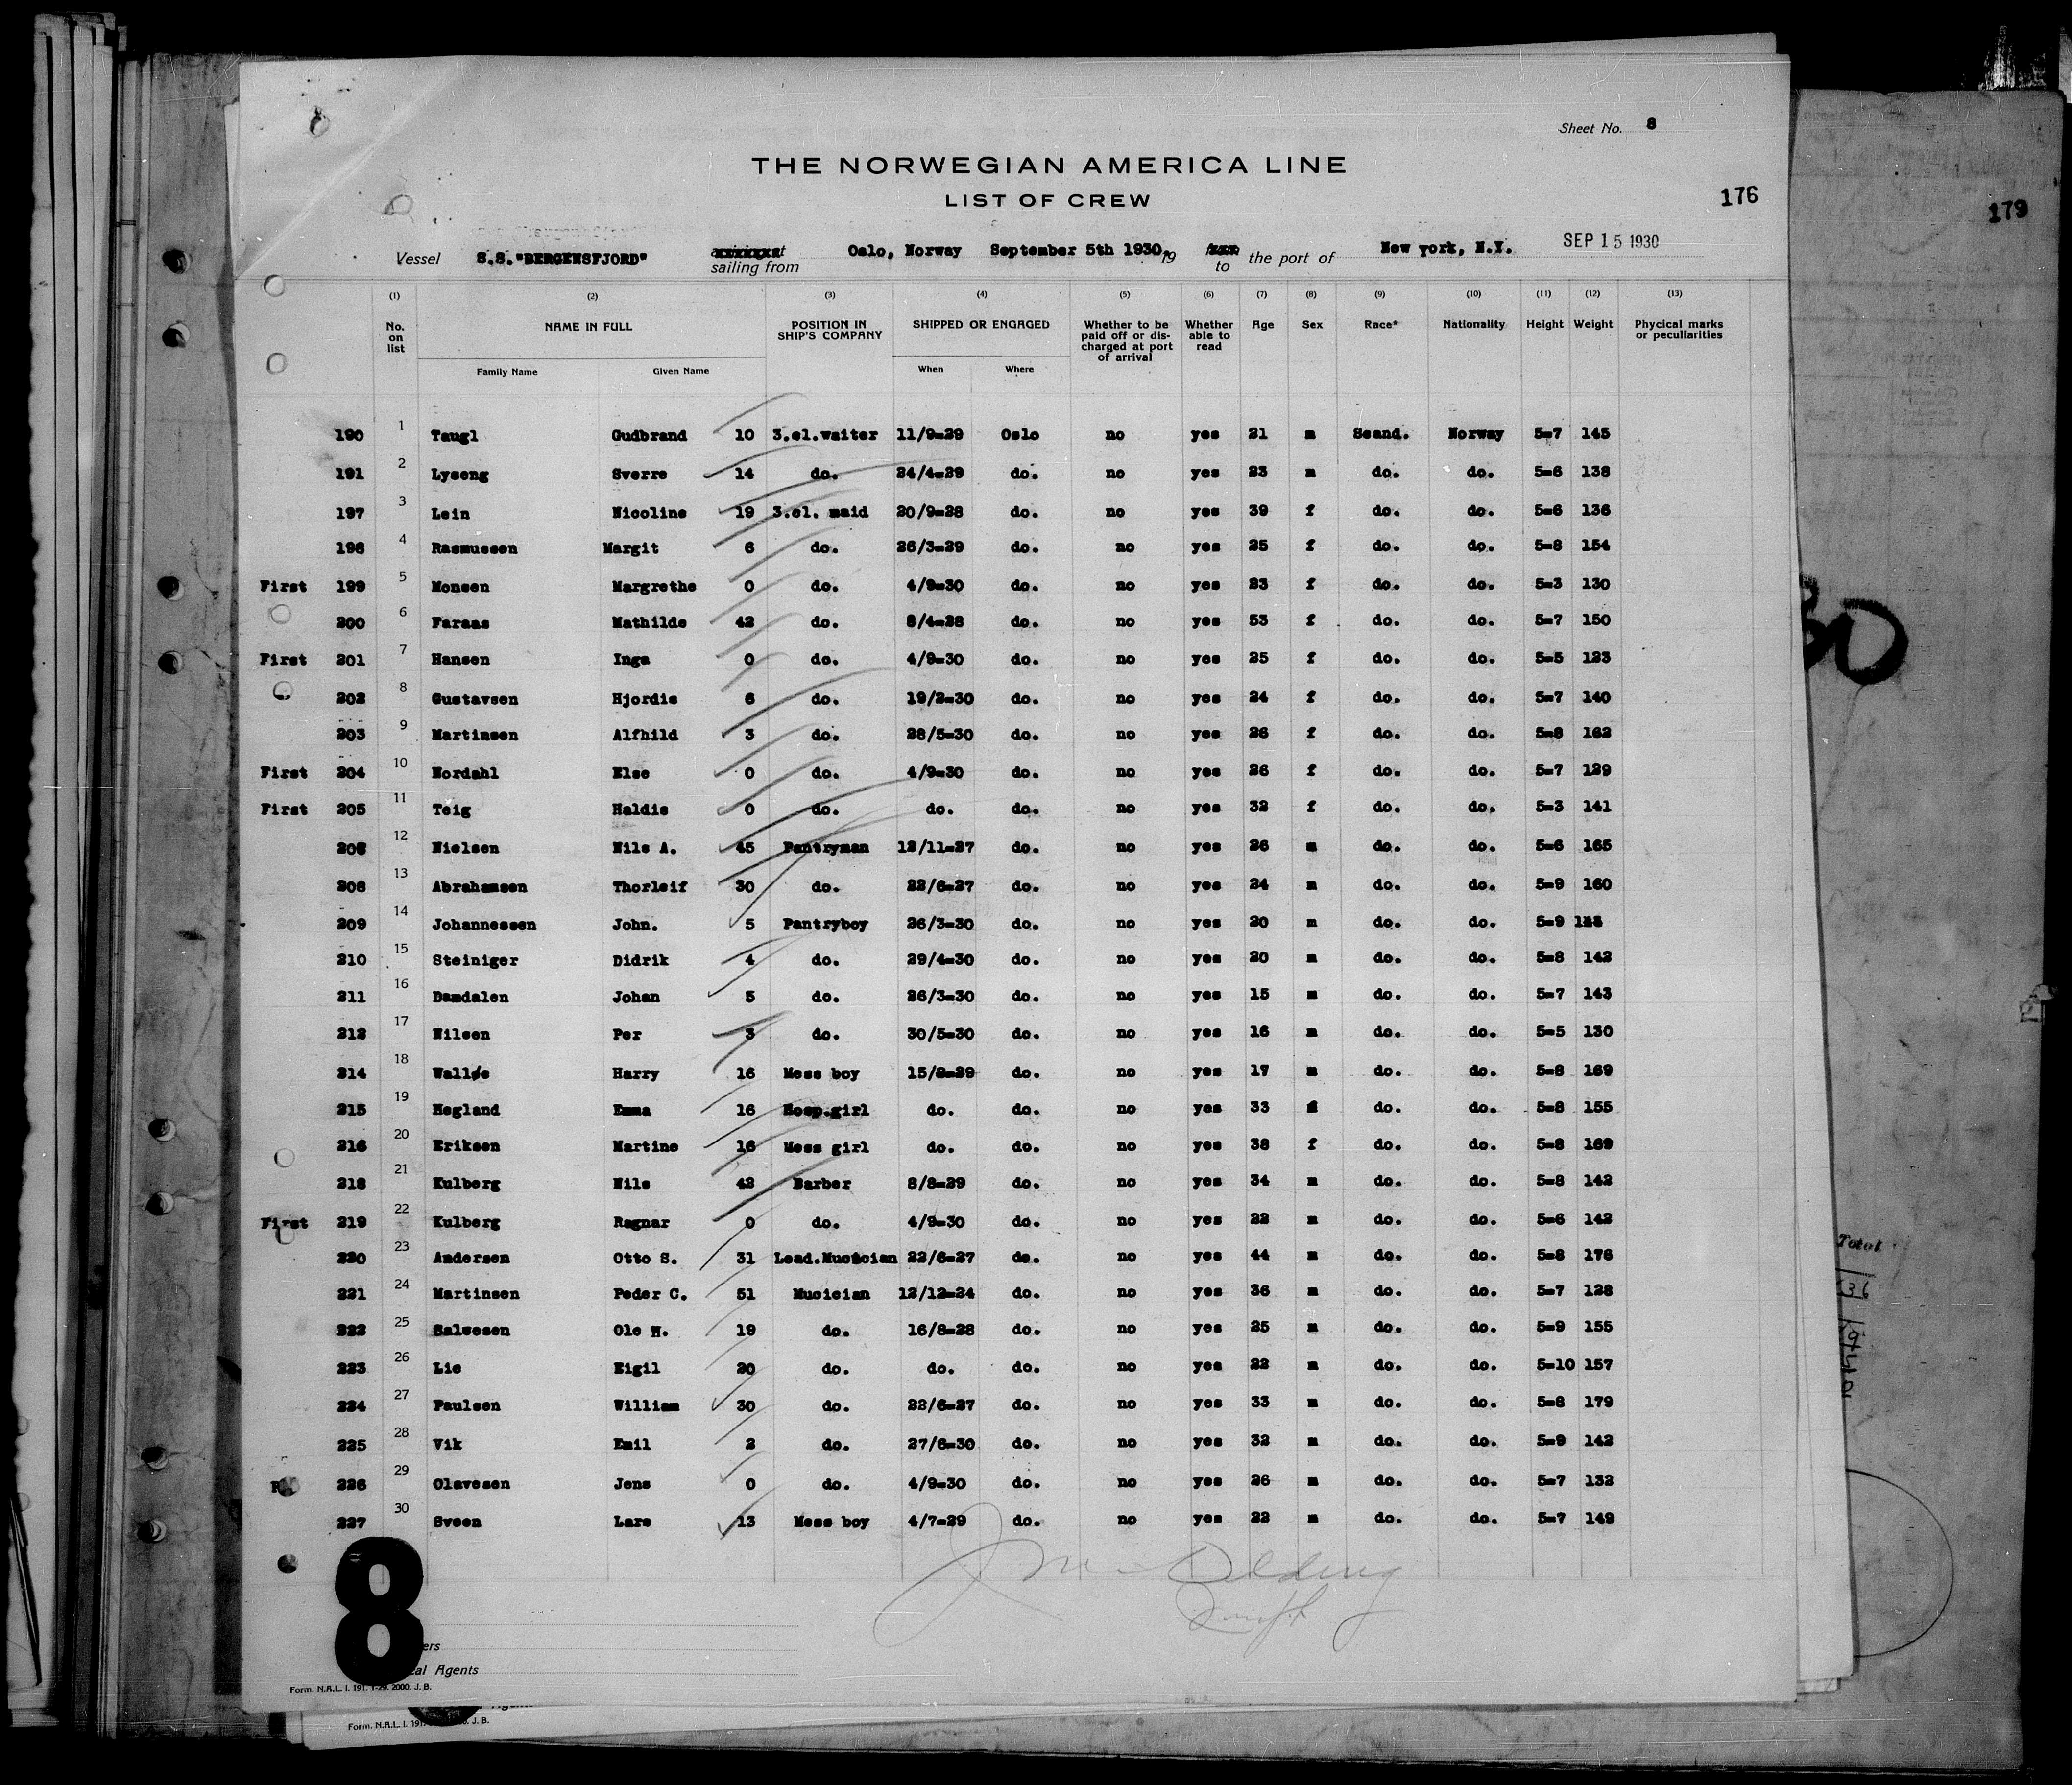 Sheet No. 8
THE NORWEGIAN AMERICA LINE
LIST OF CREW
176
179
Vessel S.S."BERGENSFJORD" sailing from Oslo, Norway September 5th 1930, 19 to the port of New york, N.Y. SEP 15 1930
(1) (2) (3) (4) (5) (6) (7) (8) (9) (10) (11) (12) (13)
No. on list NAME IN FULL POSITION IN SHIP'S COMPANY SHIPPED OR ENGAGED Whether to be paid off or discharged at port of arrival Whether able to read Age Sex Race* Nationality Height Weight Phycical marks or peculiarities
Family Name Given Name When Where
190 1 Taugl Gudbrand 10 3.cl.waiter 11/9-29 Oslo no yes 21 m Scand. Norway 5-7 145
191 2 Lyseng Sverre 14 do. 24/4-29 do. no yes 23 m do. do. 5-6 138
197 3 Lein Nicoline 19 3.cl. maid 20/9-28 do. no yes 39 f do. do. 5-6 136
198 4 Rasmussen Margit 6 do. 26/3-29 do. no yes 25 f do. do. 5-8 154
First 199 5 Monsen Margrethe 0 do. 4/9-30 do. no yes 23 f do. do. 5-3 130
200 6 Faraas Mathilde 42 do. 8/4-28 do. no yes 53 f do. do. 5-7 150
First 201 7 Hansen Inga 0 do. 4/9-30 do. no yes 25 f do. do. 5-5 123
202 8 Gustavsen Hjordis 6 do. 19/2-30 do. no yes 24 f do. do. 5-7 140
203 9 Martinsen Alfhild 3 do. 28/5-30 do. no yes 26 f do. do. 5-8 162
First 204 10 Nordahl Else 0 do. 4/9-30 do. no yes 26 f do. do. 5-7 129
First 205 11 Teig Haldis 0 do. do. do. no yes 32 f do. do. 5-3 141
12 Nielsen Nils A. 45 Pantryman 12/11-27 do. no yes 26 m do. do. 5-6 165
208 13 Abrahamsen Thorleif 30 do. 22/6-27 do. no yes 24 m do. do. 5-9 160
209 14 Johannessen John. 5 Pantryboy 26/3-30 do. no yes 20 m do. do. 5-9
210 15 Steiniger Didrik 4 do. 29/4-30 do. no yes 20 m do. do. 5-8 142
211 16 Damdalen Johan 5 do. 26/3-30 do. no yes 15 m do. do. 5-7 143
212 17 Nilsen Per 3 do. 30/5-30 do. no yes 16 m do. do. 5-5 130
214 18 Walløe Harry 16 Mess boy 15/2-29 do. no yes 17 m do. do. 5-8 169
215 19 Hegland Emma 16 Hosp.girl do. do. no yes 33 f do. do. 5-8 155
216 20 Eriksen Martine 16 Mess girl do. do. no yes 38 f do. do. 5-8 169
218 21 Kulberg Nils 42 Barber 8/8-29 do. no yes 34 m do. do. 5-8 142
First 219 22 Kulberg Ragnar 0 do. 4/9-30 do. no yes 22 m do. do. 5-6 142
220 23 Andersen Otto S. 31 Lead.Musician 22/6-27 do. no yes 44 m do. do. 5-8 176
221 24 Martinsen Peder C. 51 Musician 12/12-24 do. no yes 36 m do. do. 5-7 128
222 25 Salvesen Ole H. 19 do. 16/8-28 do. no yes 25 m do. do. 5-9 155
223 26 Lie Eigil 20 do. do. do. no yes 22 m do. do. 5-10 157
224 27 Paulsen William 30 do. 22/6-27 do. no yes 33 m do. do. 5-8 179
225 28 Vik Emil 2 do. 27/6-30 do. no yes 32 m do. do. 5-9 142
226 29 Olavesen Jens 0 do. 4/9-30 do. no yes 26 m do. do. 5-7 132
227 30 Sveen Lars 13 Mess boy 4/7-29 do. no yes 22 m do. do. 5-7 149
8
Agents
Form. N.A.L. I. 191. 1-29. 2000. J. B.
Form. N.A.L. I. 191. J. B.
Total